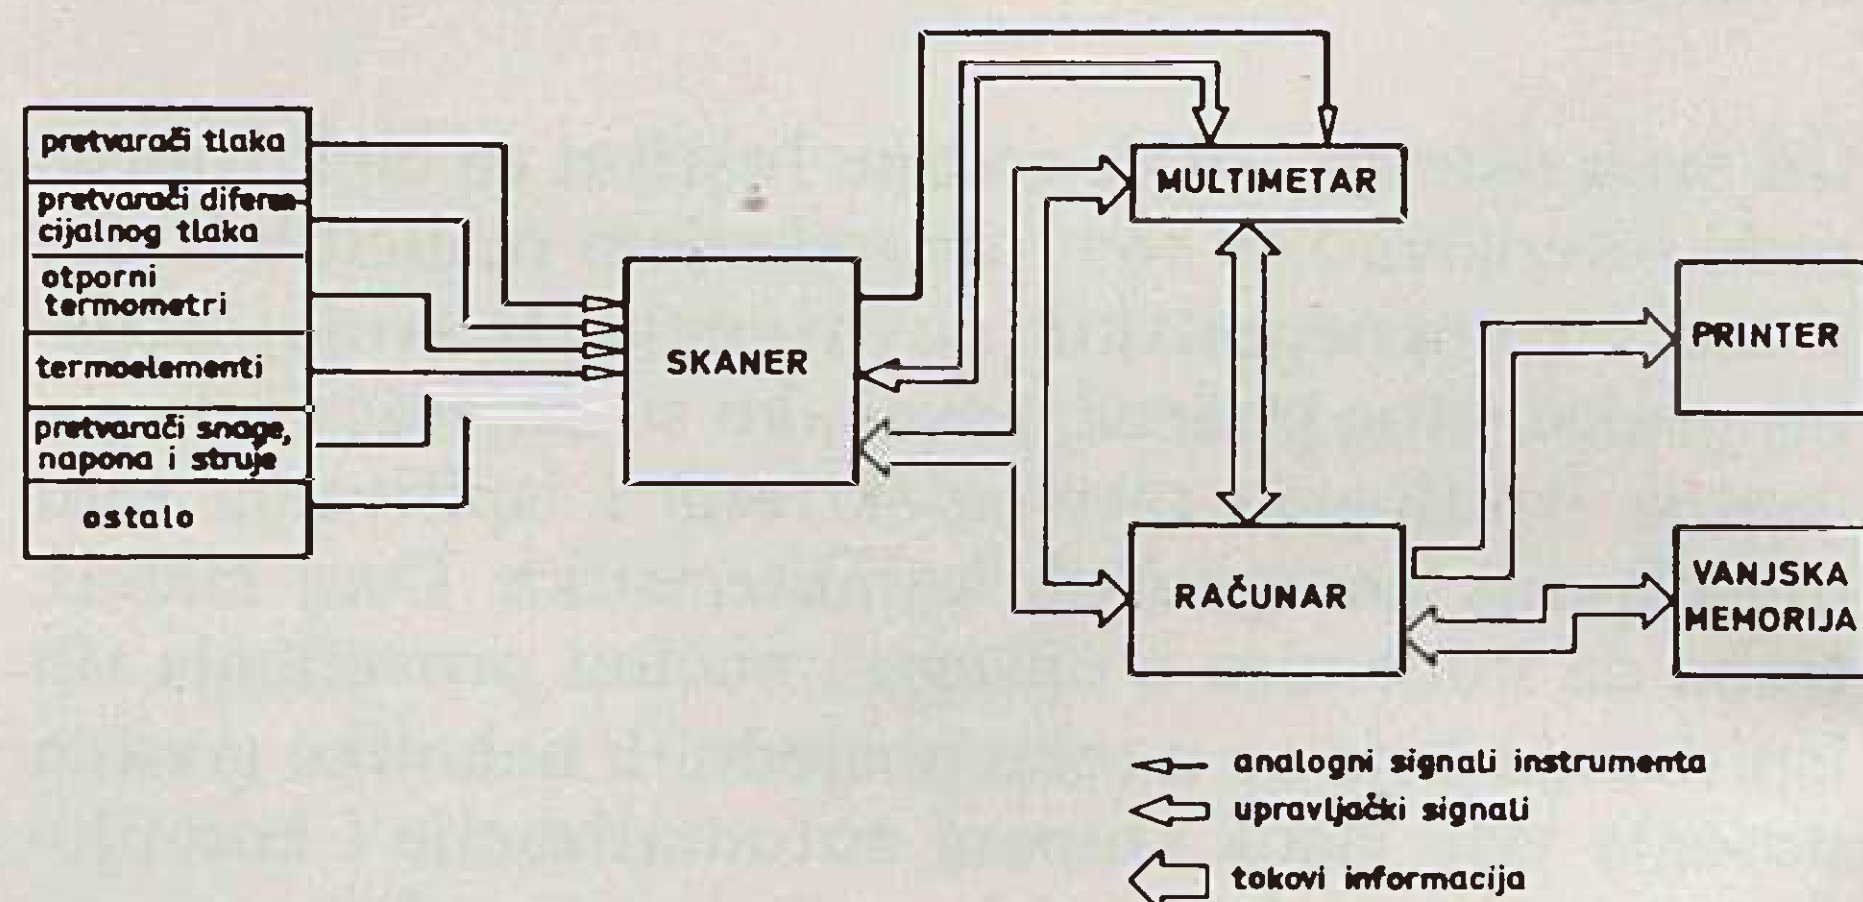 pretvarači tlaka
pretvarači diferen-
cijalnog tlaka
otporni
termometri
termoelementi
pretvarači snage,
napona i struje
ostalo
SKANER
MULTIMETAR
RAČUNAR
PRINTER
VANJSKA
MEMORIJA
analogni signali instrumenta
upravljački signali
tokovi informacija